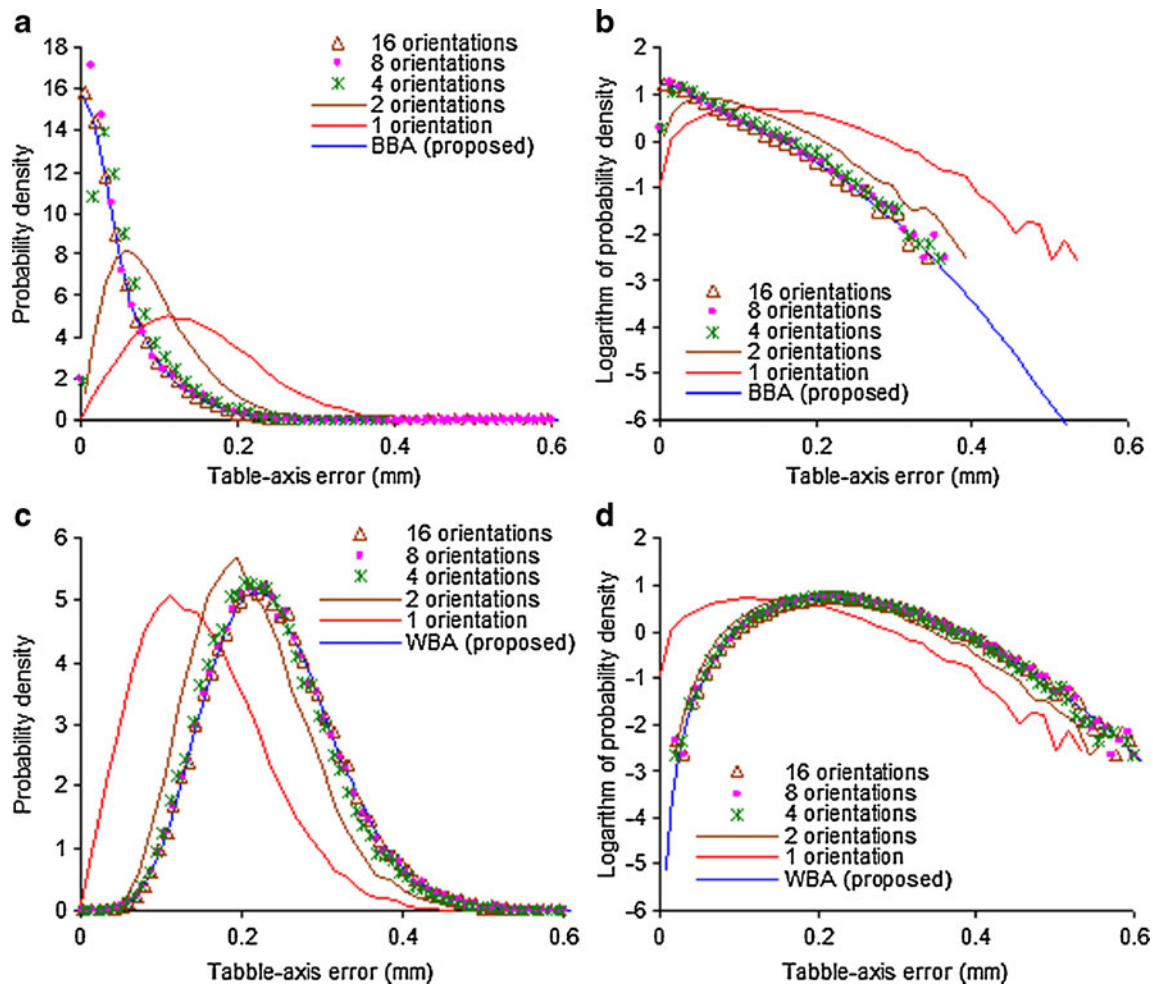 a
18
16
14
12
10
8
6
4
2
0
Probability density
16 orientations
8 orientations
4 orientations
2 orientations
1 orientation
BBA (proposed)
0
0.2
0.4
0.6
Table-axis error (mm)
b
2
1
0
-1
-2
-3
-4
-5
-6
Logarithm of probability density
16 orientations
8 orientations
4 orientations
2 orientations
1 orientation
BBA (proposed)
0
0.2
0.4
0.6
Table-axis error (mm)
c
6
5
4
3
2
1
0
Probability density
16 orientations
8 orientations
4 orientations
2 orientations
1 orientation
WBA (proposed)
0
0.2
0.4
0.6
Tabble-axis error (mm)
d
2
1
0
-1
-2
-3
-4
-5
-6
Logarithm of probability density
16 orientations
8 orientations
4 orientations
2 orientations
1 orientation
WBA (proposed)
0
0.2
0.4
0.6
Tabble-axis error (mm)